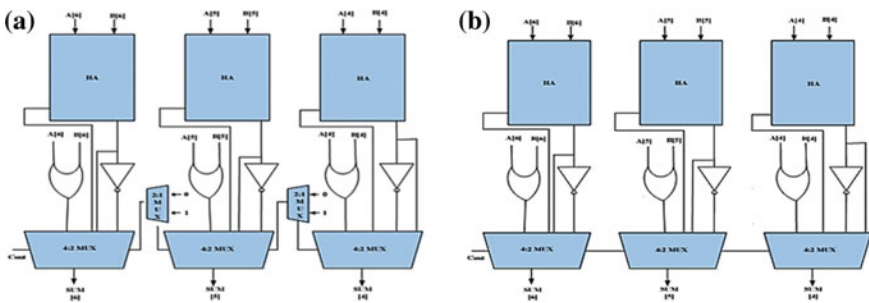 (a)
A[6] B[6] A[5] B[5] A[4] B[4]
HA HA HA
A[6] B[6] A[5] B[5] A[4] B[4]
2:1 MUX 0 1
2:1 MUX 0 1
4:2 MUX 4:2 MUX 4:2 MUX
Cout
SUM [6] SUM [5] SUM [4]
(b)
A[6] B[6] A[5] B[5] A[4] B[4]
HA HA HA
A[6] B[6] A[5] B[5] A[4] B[4]
4:2 MUX 4:2 MUX 4:2 MUX
Cout
SUM [6] SUM [5] SUM [4]